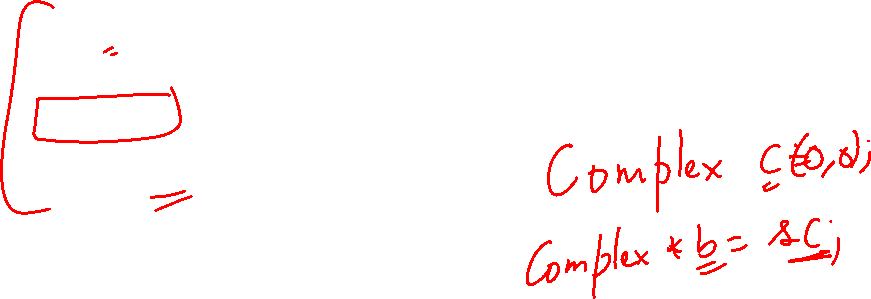 Complex c(0,0);
Complex * b = &c;